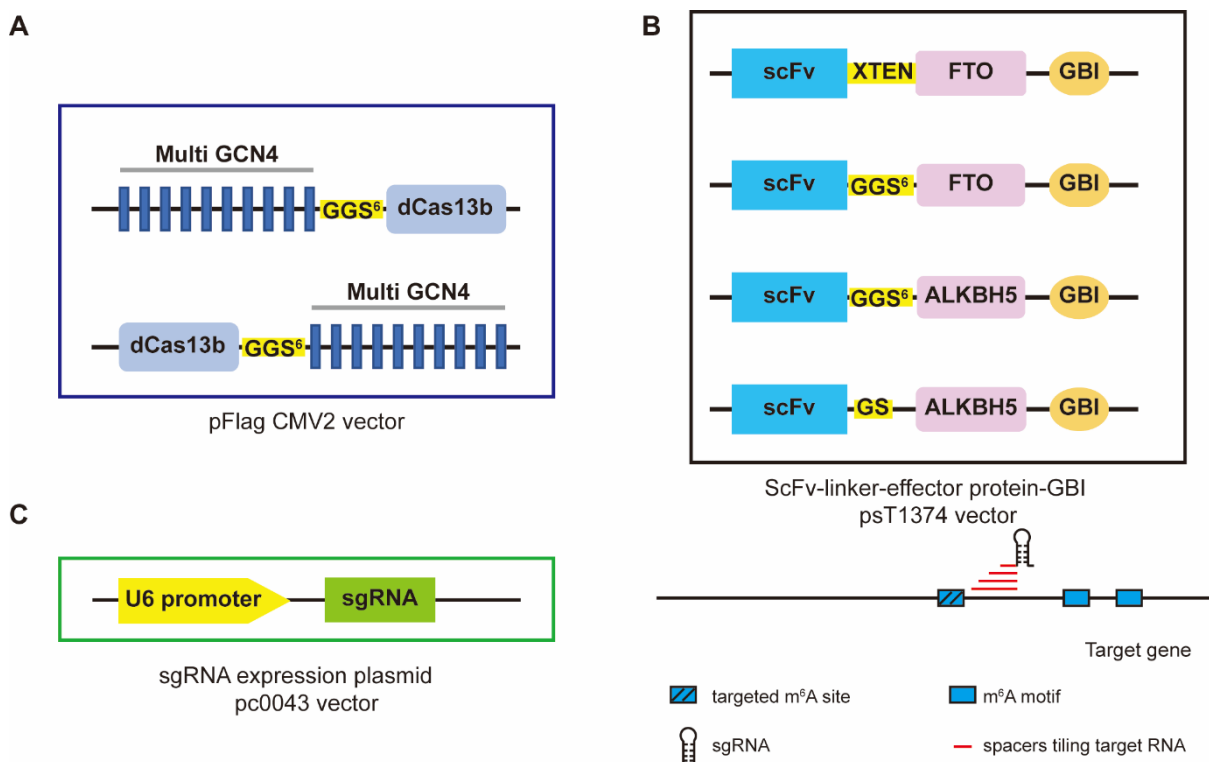 A
Multi GCN4
GGS⁶ dCas13b
Multi GCN4
dCas13b GGS⁶
pFlag CMV2 vector
B
scFv XTEN FTO GBI
scFv GGS⁶ FTO GBI
scFv GGS⁶ ALKBH5 GBI
scFv GS ALKBH5 GBI
ScFv-linker-effector protein-GBI
psT1374 vector
C
U6 promoter sgRNA
sgRNA expression plasmid
pc0043 vector
Target gene
targeted m⁶A site
m⁶A motif
sgRNA
spacers tiling target RNA